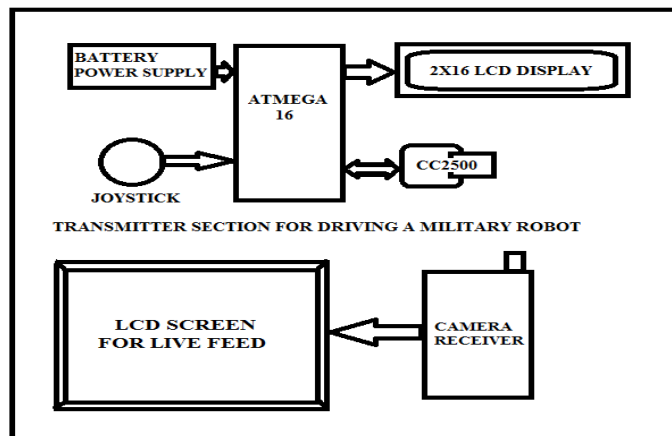 BATTERY
POWER SUPPLY
ATMEGA
16
2X16 LCD DISPLAY
JOYSTICK
CC2500
TRANSMITTER SECTION FOR DRIVING A MILITARY ROBOT
LCD SCREEN
FOR LIVE FEED
CAMERA
RECEIVER